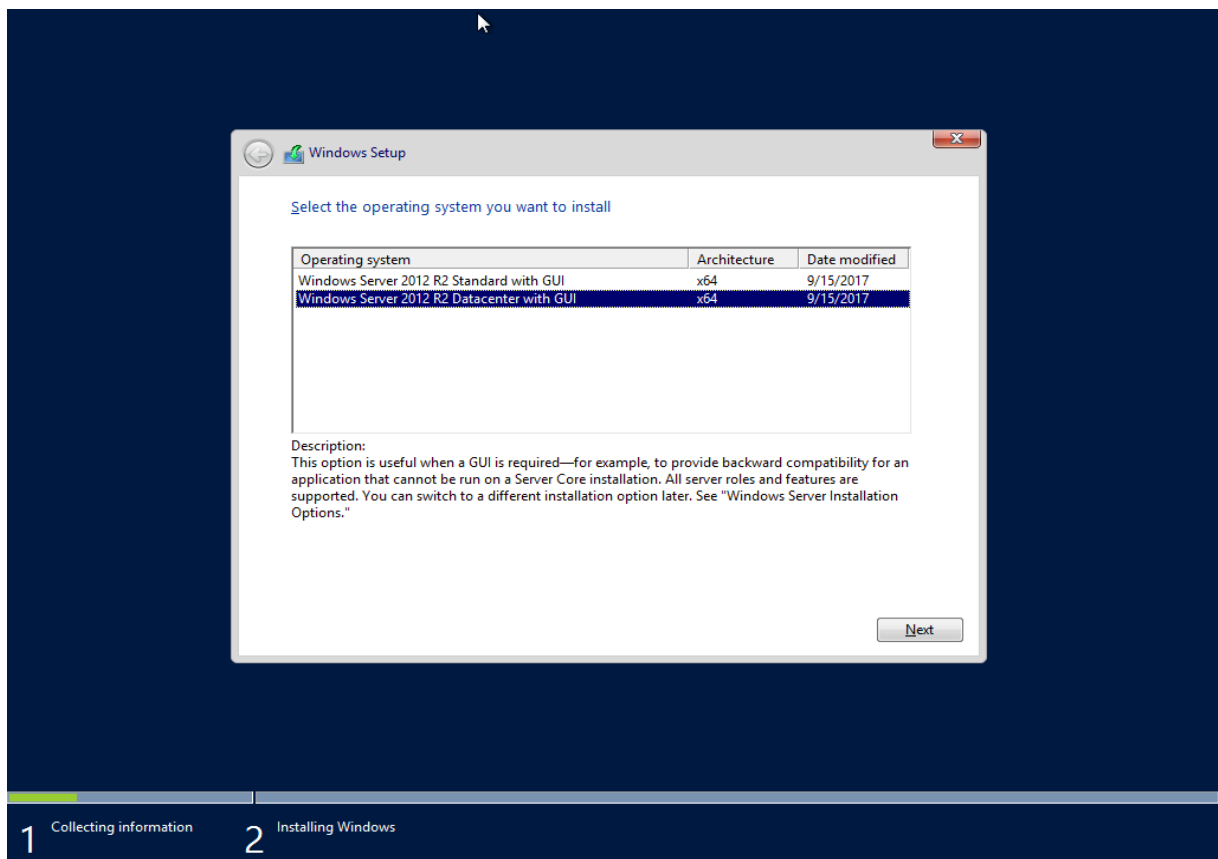 Windows Setup
Select the operating system you want to install
Operating system Architecture Date modified
Windows Server 2012 R2 Standard with GUI x64 9/15/2017
Windows Server 2012 R2 Datacenter with GUI x64 9/15/2017
Description:
This option is useful when a GUI is required—for example, to provide backward compatibility for an
application that cannot be run on a Server Core installation. All server roles and features are
supported. You can switch to a different installation option later. See "Windows Server Installation
Options."
Next
1 Collecting information 2 Installing Windows